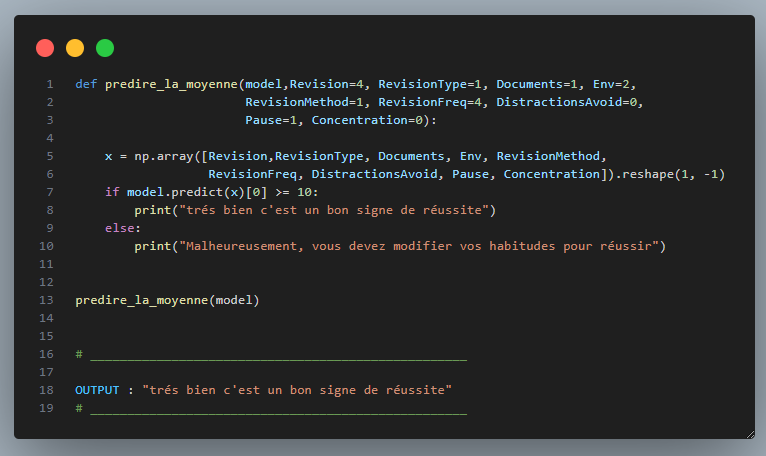 1 def predire_la_moyenne(model,Revision=4, RevisionType=1, Documents=1, Env=2,
2 RevisionMethod=1, RevisionFreq=4, DistractionsAvoid=0,
3 Pause=1, Concentration=0):
4
5 x = np.array([Revision,RevisionType, Documents, Env, RevisionMethod,
6 RevisionFreq, DistractionsAvoid, Pause, Concentration]).reshape(1, -1)
7 if model.predict(x)[0] >= 10:
8 print("trés bien c'est un bon signe de réussite")
9 else:
10 print("Malheureusement, vous devez modifier vos habitudes pour réussir")
11
12
13 predire_la_moyenne(model)
14
15
16 # ___________________________________________________
17
18 OUTPUT : "trés bien c'est un bon signe de réussite"
19 # ___________________________________________________